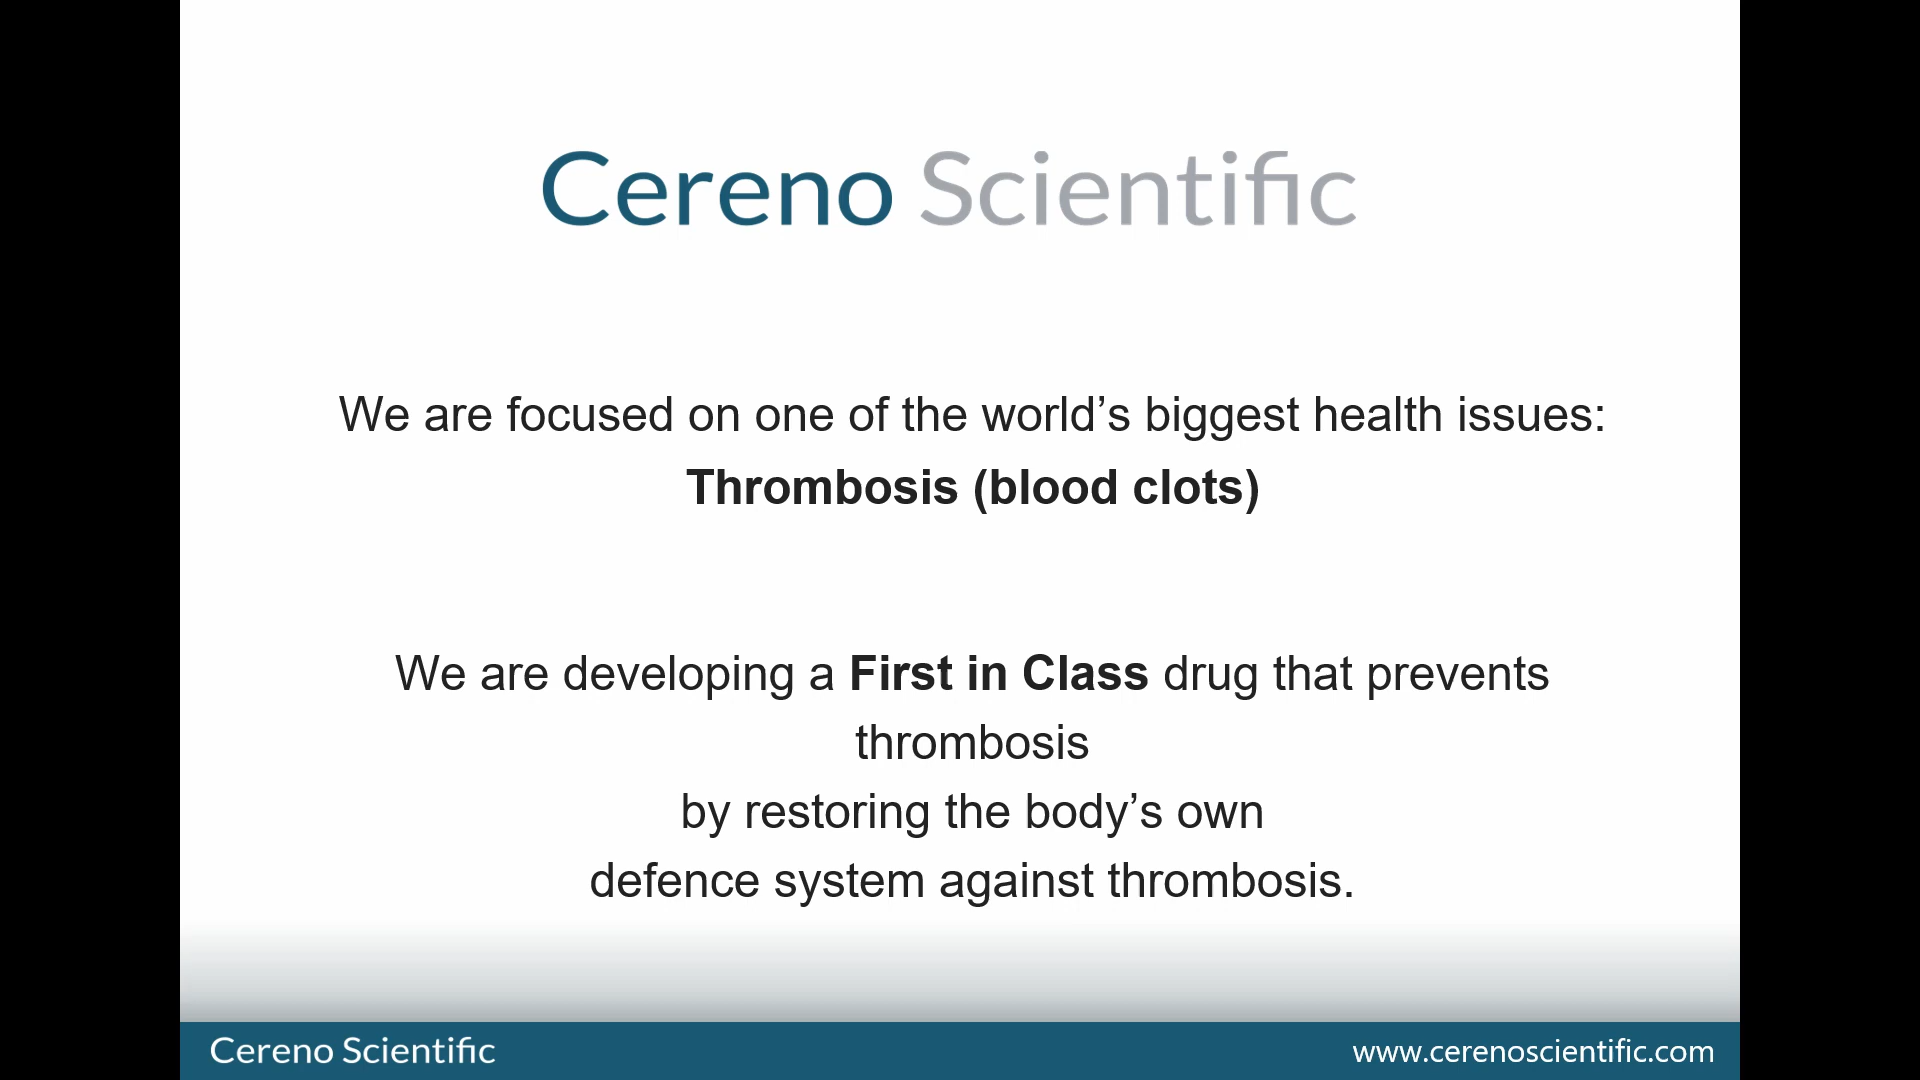 Cereno Scientific
We are focused on one of the world’s biggest health issues:
Thrombosis (blood clots)
We are developing a First in Class drug that prevents
thrombosis
by restoring the body’s own
defence system against thrombosis.
Cereno Scientific
www.cerenoscientific.com